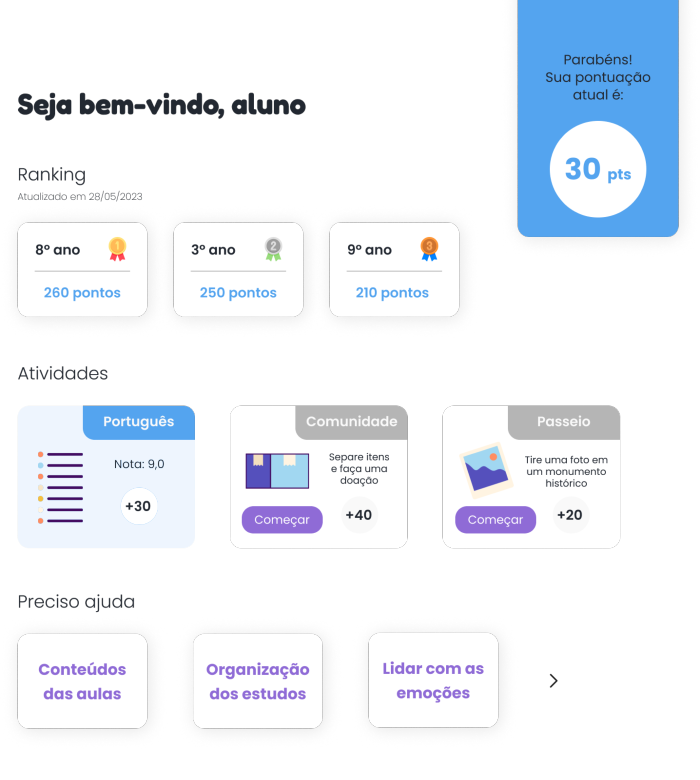 Parabéns!
Sua pontuação
atual é:
30 pts
Seja bem-vindo, aluno
Ranking
Atualizado em 28/05/2023
8º ano
1
260 pontos
3º ano
2
250 pontos
9º ano
3
210 pontos
Atividades
Português
Nota: 9,0
+30
Comunidade
Separe itens
e faça uma
doação
Começar
+40
Passeio
Tire uma foto em
um monumento
histórico
Começar
+20
Preciso ajuda
Conteúdos
das aulas
Organização
dos estudos
Lidar com as
emoções